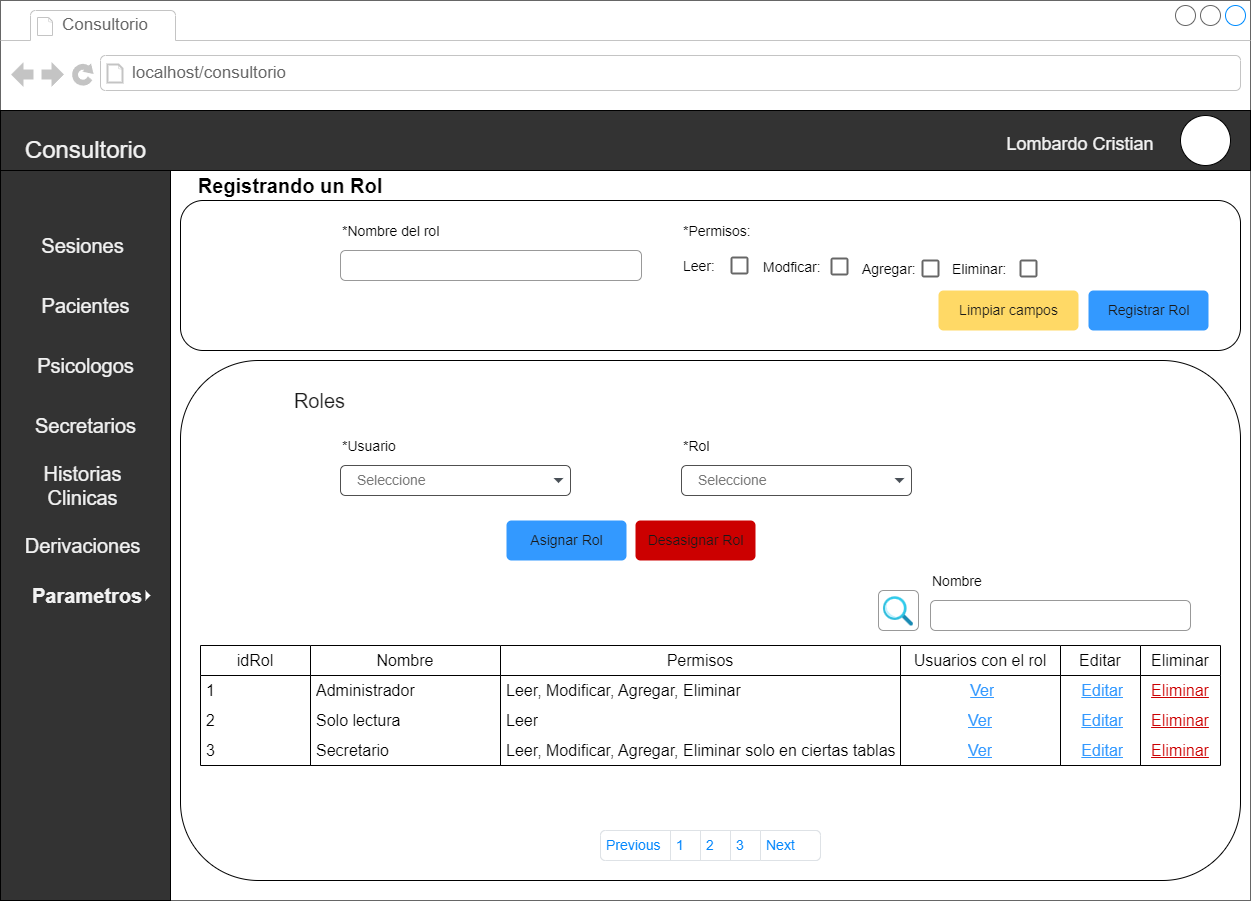 Consultorio
localhost/consultorio
Consultorio
Lombardo Cristian
Sesiones
Pacientes
Psicologos
Secretarios
Historias
Clinicas
Derivaciones
Parametros
Registrando un Rol
*Nombre del rol
*Permisos:
Leer: Modficar: Agregar: Eliminar:
Limpiar campos Registrar Rol
Roles
*Usuario *Rol
Seleccione Seleccione
Asignar Rol Desasignar Rol
Nombre
idRol Nombre Permisos Usuarios con el rol Editar Eliminar
1 Administrador Leer, Modificar, Agregar, Eliminar Ver Editar Eliminar
2 Solo lectura Leer Ver Editar Eliminar
3 Secretario Leer, Modificar, Agregar, Eliminar solo en ciertas tablas Ver Editar Eliminar
Previous 1 2 3 Next